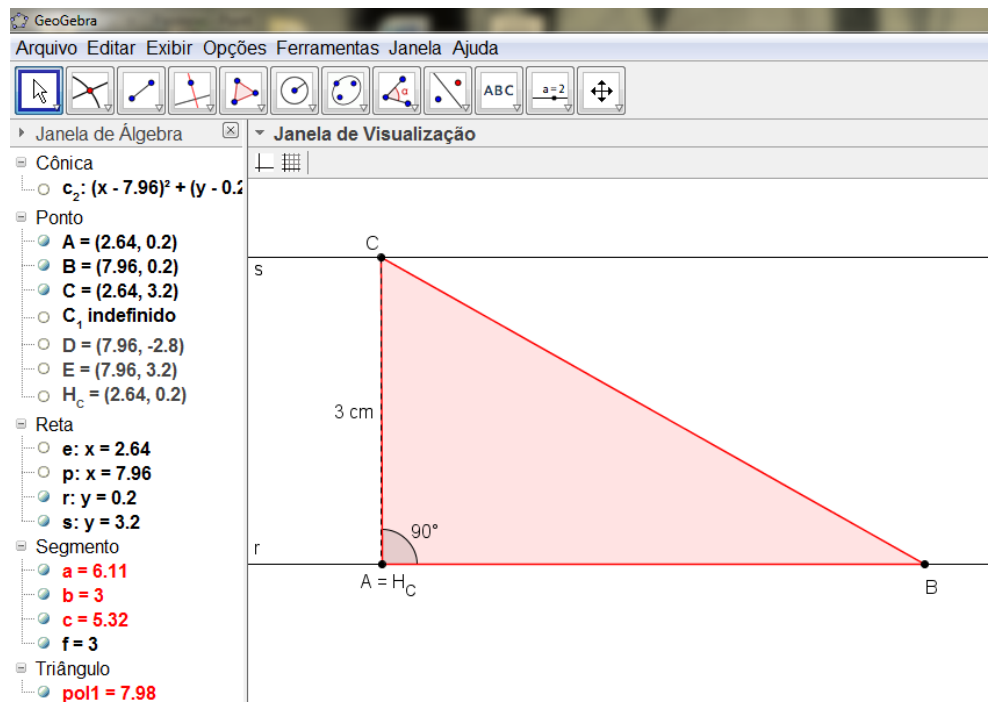 GeoGebra
Arquivo Editar Exibir Opções Ferramentas Janela Ajuda
α ABC a=2
Janela de Álgebra
Janela de Visualização
Cônica
c₂: (x - 7.96)² + (y - 0.2
Ponto
A = (2.64, 0.2)
B = (7.96, 0.2)
C = (2.64, 3.2)
C₁ indefinido
D = (7.96, -2.8)
E = (7.96, 3.2)
H_C = (2.64, 0.2)
Reta
e: x = 2.64
p: x = 7.96
r: y = 0.2
s: y = 3.2
Segmento
a = 6.11
b = 3
c = 5.32
f = 3
Triângulo
pol1 = 7.98
C
s
3 cm
90°
r
A = H_C
B